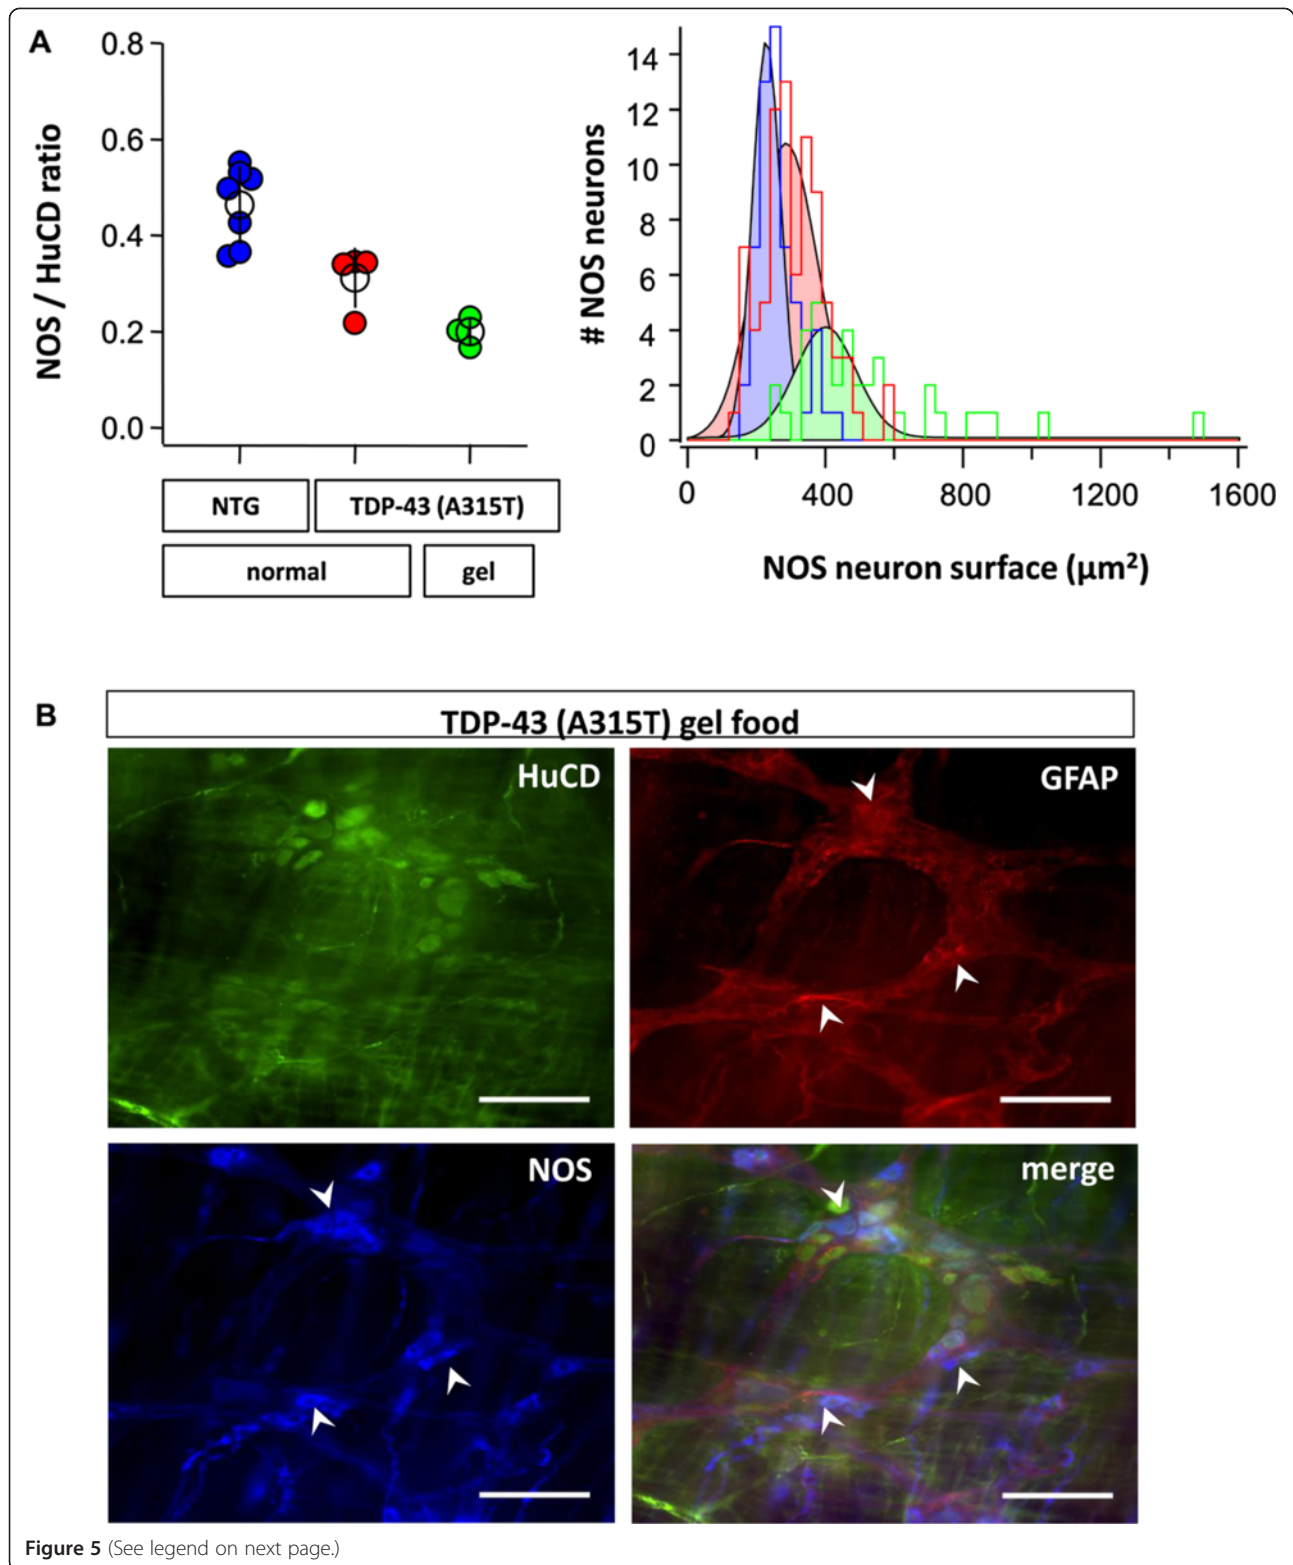 A
0.8
0.6
0.4
0.2
0.0
NOS / HuCD ratio
NTG
TDP-43 (A315T)
normal
gel
14
12
10
8
6
4
2
0
# NOS neurons
0
400
800
1200
1600
NOS neuron surface (µm²)
B
TDP-43 (A315T) gel food
HuCD
GFAP
NOS
merge
Figure 5 (See legend on next page.)